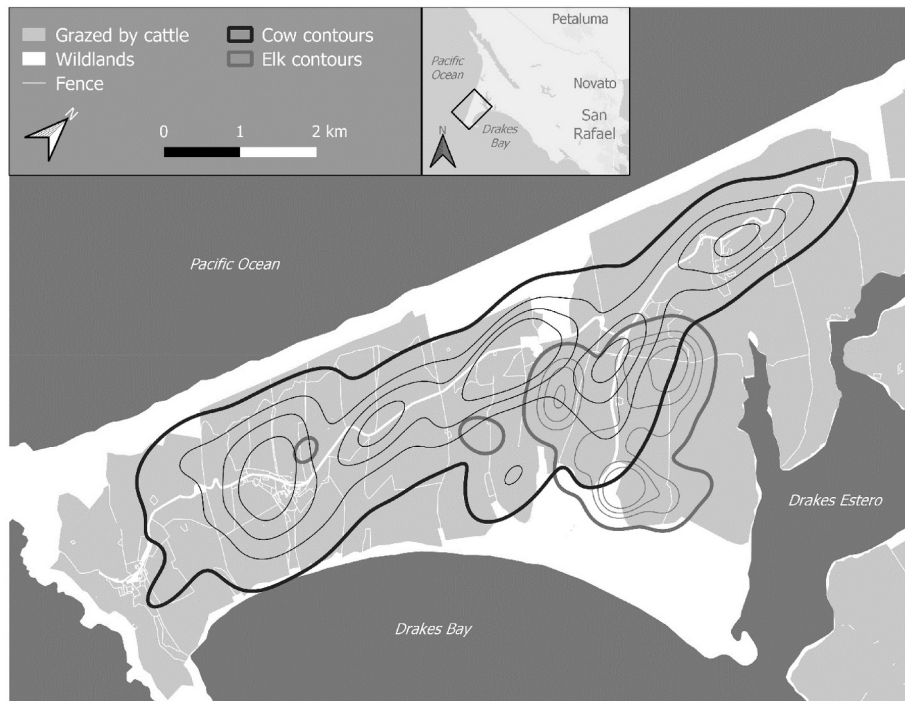 Grazed by cattle
Wildlands
Fence
Cow contours
Elk contours
N
0 1 2 km
Petaluma
Pacific
Ocean
Novato
San
Rafael
Drakes
Bay
N
Pacific Ocean
Drakes Estero
Drakes Bay